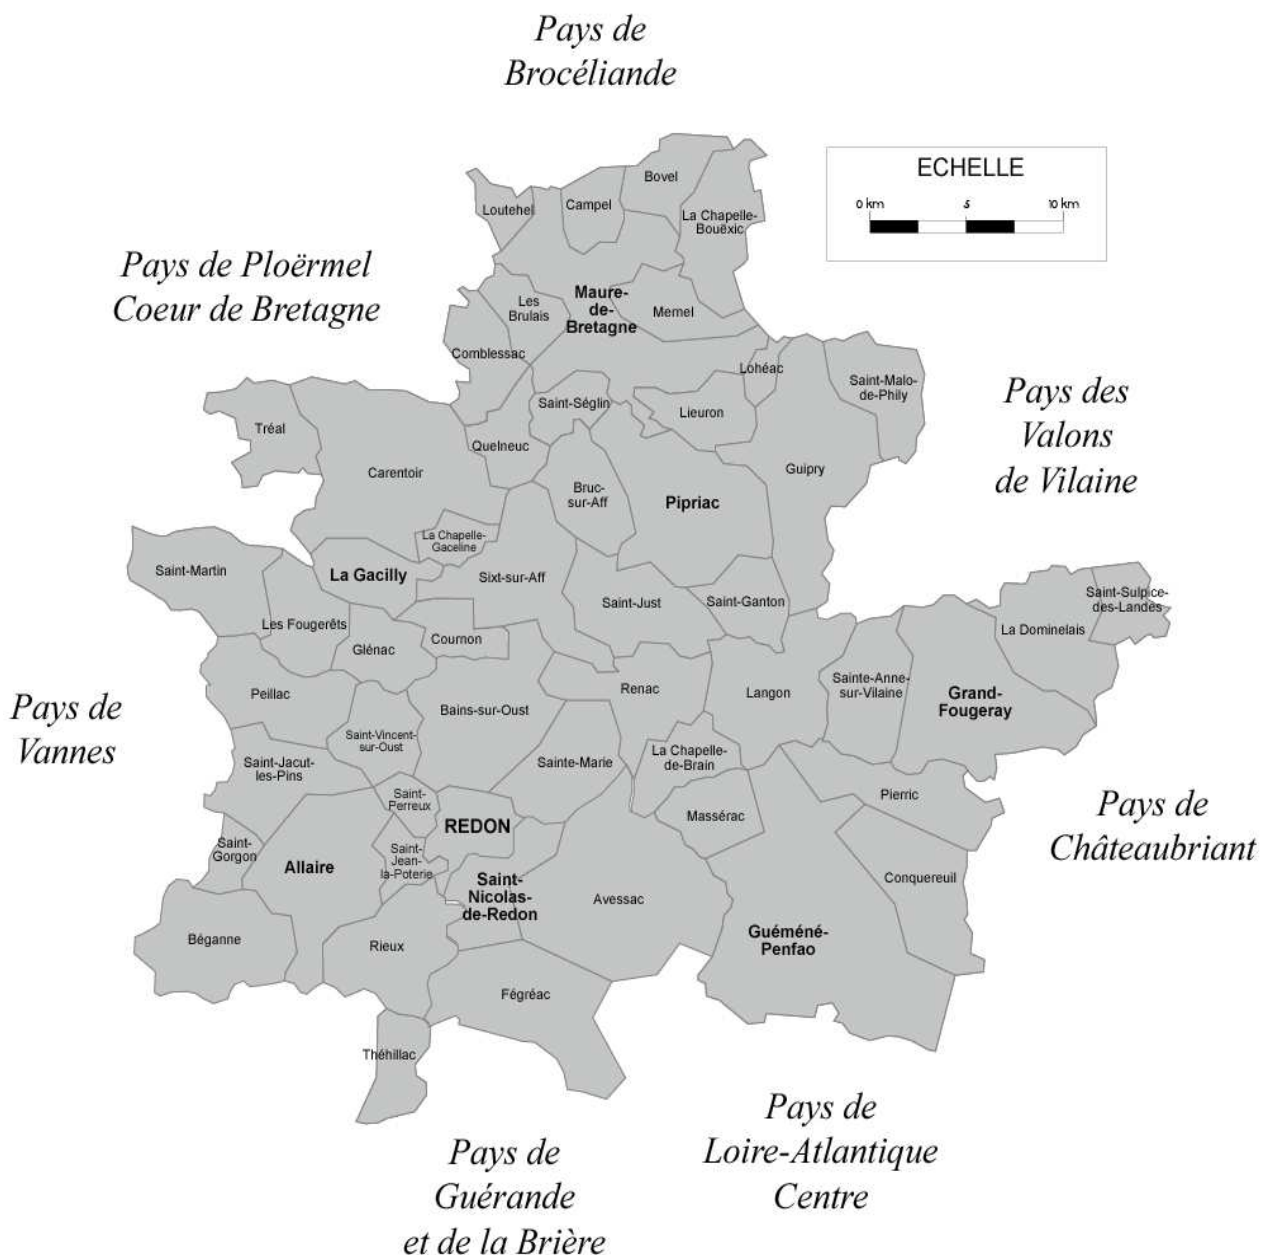 Pays de
Brocéliande
ECHELLE
0 km
5
10 km
Bovel
Campel
Loutehel
La Chapelle-
Bouëxic
Pays de Ploërmel
Coeur de Bretagne
Les
Brulais
Maure-
de-
Bretagne
Mernel
Comblessac
Lohéac
Saint-Malo-
de-Phily
Pays des
Valons
de Vilaine
Saint-Séglin
Lieuron
Tréal
Quelneuc
Carentoir
Guipry
Bruc-
sur-Aff
Pipriac
La Chapelle-
Gaceline
Saint-Martin
La Gacilly
Sixt-sur-Aff
Saint-Just
Saint-Ganton
Saint-Sulpice-
des-Landes
La Dominelais
Les Fougerêts
Cournon
Glénac
Peillac
Renac
Langon
Sainte-Anne-
sur-Vilaine
Grand-
Fougeray
Pays de
Vannes
Bains-sur-Oust
Saint-Vincent-
sur-Oust
Saint-Jacut-
les-Pins
Sainte-Marie
La Chapelle-
de-Brain
Saint-
Perreux
Pierric
Pays de
Châteaubriant
Massérac
REDON
Saint-
Gorgon
Allaire
Saint-
Jean-
la-Poterie
Saint-
Nicolas-
de-Redon
Avessac
Conquereuil
Béganne
Rieux
Guéméné-
Penfao
Fégréac
Théhillac
Pays de
Loire-Atlantique
Centre
Pays de
Guérande
et de la Brière